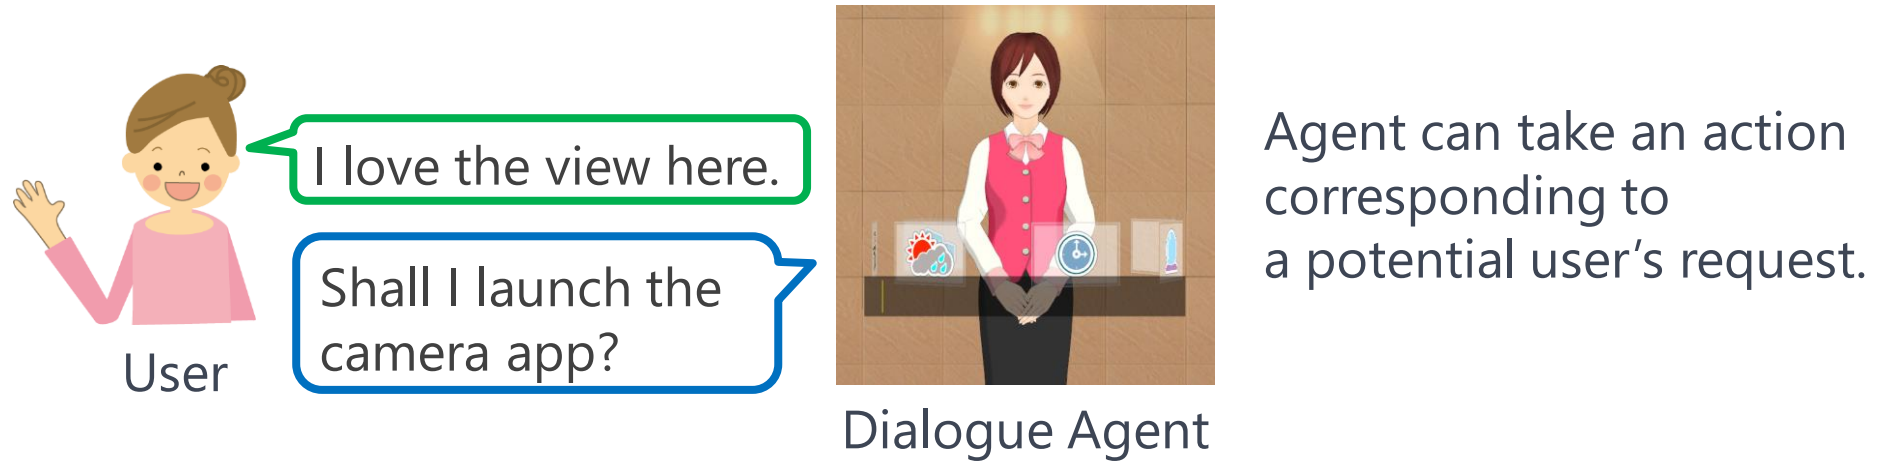 I love the view here.
Shall I launch the
camera app?
User
Dialogue Agent
Agent can take an action
corresponding to
a potential user’s request.